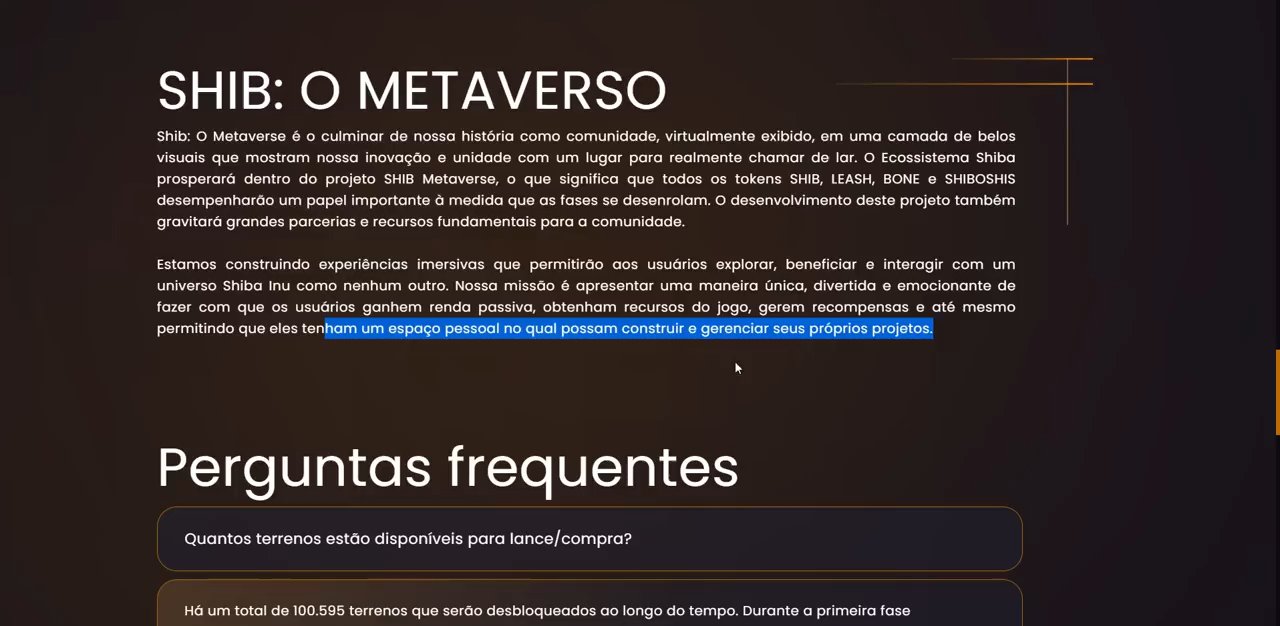 SHIB: O METAVERSO
Shib: O Metaverse é o culminar de nossa história como comunidade, virtualmente exibido, em uma camada de belos
visuais que mostram nossa inovação e unidade com um lugar para realmente chamar de lar. O Ecossistema Shiba
prosperará dentro do projeto SHIB Metaverse, o que significa que todos os tokens SHIB, LEASH, BONE e SHIBOSHIS
desempenharão um papel importante à medida que as fases se desenrolam. O desenvolvimento deste projeto também
gravitará grandes parcerias e recursos fundamentais para a comunidade.
Estamos construindo experiências imersivas que permitirão aos usuários explorar, beneficiar e interagir com um
universo Shiba Inu como nenhum outro. Nossa missão é apresentar uma maneira única, divertida e emocionante de
fazer com que os usuários ganhem renda passiva, obtenham recursos do jogo, gerem recompensas e até mesmo
permitindo que eles tenham um espaço pessoal no qual possam construir e gerenciar seus próprios projetos.
Perguntas frequentes
Quantos terrenos estão disponíveis para lance/compra?
Há um total de 100.595 terrenos que serão desbloqueados ao longo do tempo. Durante a primeira fase